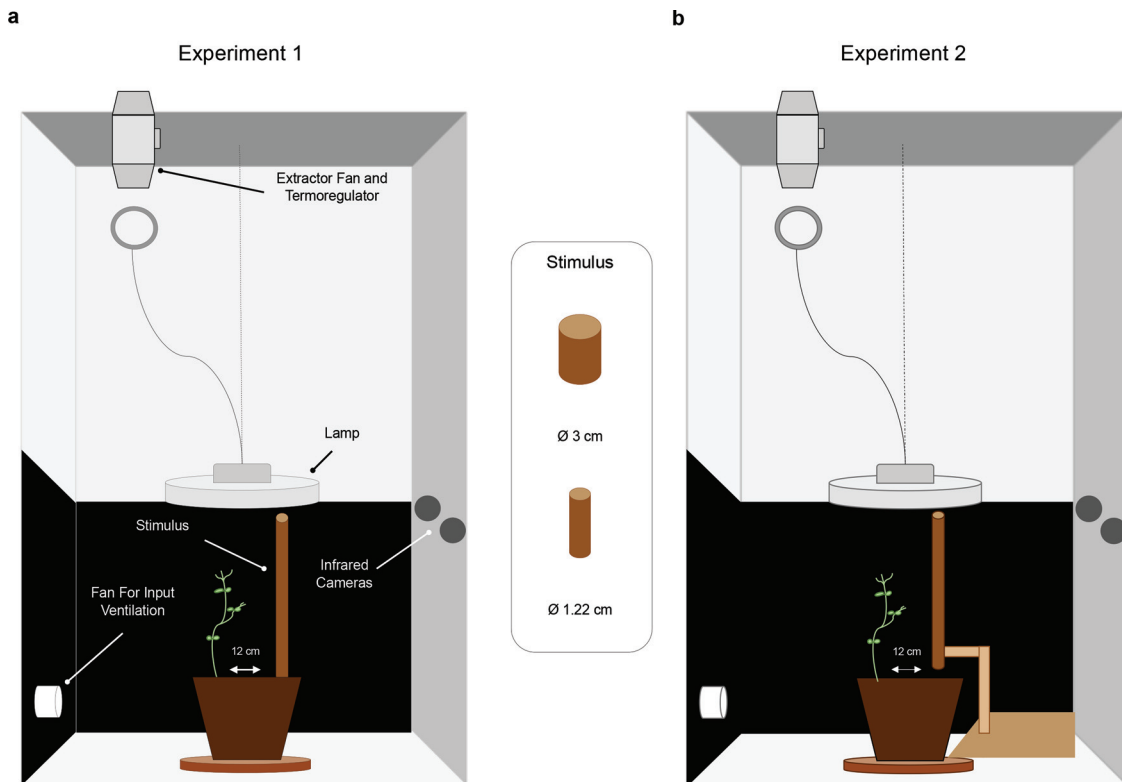 a
Experiment 1
Extractor Fan and
Termoregulator
Lamp
Stimulus
Infrared
Cameras
Fan For Input
Ventilation
12 cm
Stimulus
Ø 3 cm
Ø 1.22 cm
b
Experiment 2
12 cm